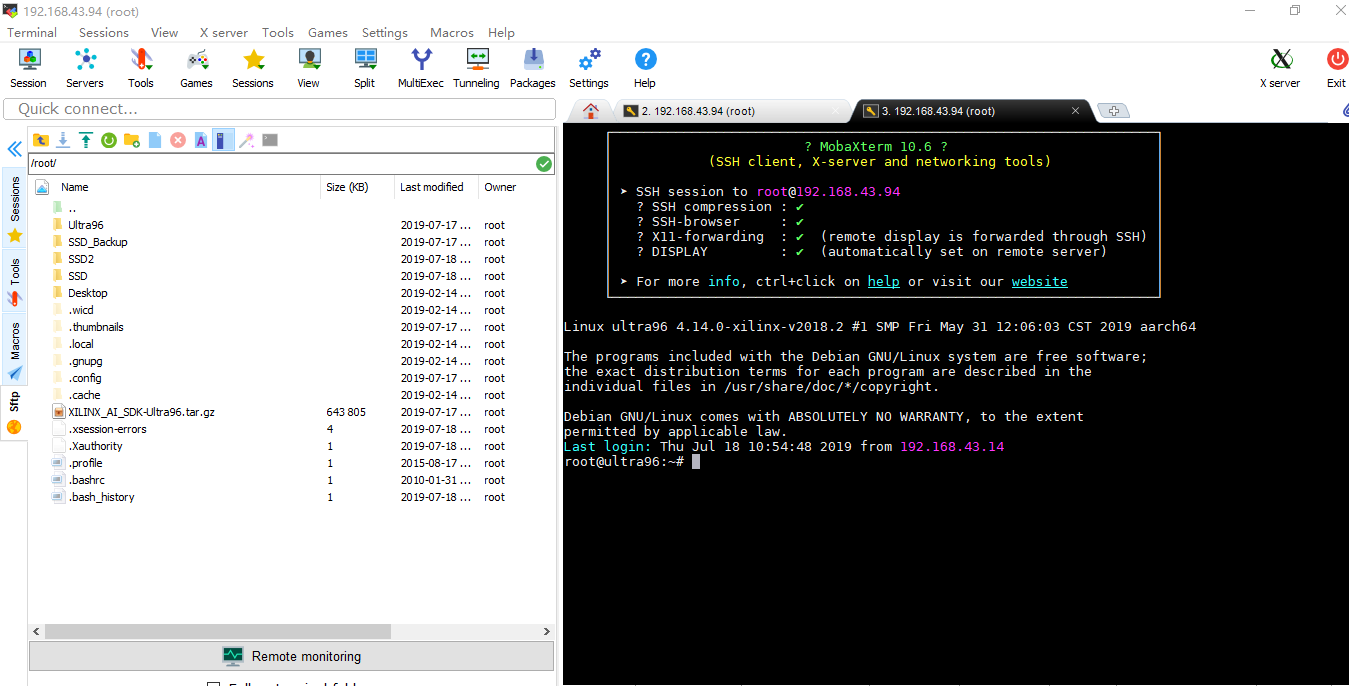 192.168.43.94 (root)
Terminal Sessions View X server Tools Games Settings Macros Help
Session Servers Tools Games Sessions View Split MultiExec Tunneling Packages Settings Help X server Exit
Quick connect...
2. 192.168.43.94 (root)
3. 192.168.43.94 (root)
Sessions
Tools
Macros
Sftp
/root/
Name Size (KB) Last modified Owner
..
Ultra96 2019-07-17 ... root
SSD_Backup 2019-07-17 ... root
SSD2 2019-07-18 ... root
SSD 2019-07-18 ... root
Desktop 2019-02-14 ... root
.wicd 2019-02-14 ... root
.thumbnails 2019-07-17 ... root
.local 2019-02-14 ... root
.gnupg 2019-02-14 ... root
.config 2019-07-17 ... root
.cache 2019-02-14 ... root
XILINX_AI_SDK-Ultra96.tar.gz 643 805 2019-07-17 ... root
.xsession-errors 4 2019-07-18 ... root
.Xauthority 1 2019-07-18 ... root
.profile 1 2015-08-17 ... root
.bashrc 1 2010-01-31 ... root
.bash_history 1 2019-07-18 ... root
Remote monitoring
? MobaXterm 10.6 ?
(SSH client, X-server and networking tools)
➤ SSH session to root@192.168.43.94
? SSH compression : ✔
? SSH-browser : ✔
? X11-forwarding : ✔ (remote display is forwarded through SSH)
? DISPLAY : ✔ (automatically set on remote server)
➤ For more info, ctrl+click on help or visit our website
Linux ultra96 4.14.0-xilinx-v2018.2 #1 SMP Fri May 31 12:06:03 CST 2019 aarch64
The programs included with the Debian GNU/Linux system are free software;
the exact distribution terms for each program are described in the
individual files in /usr/share/doc/*/copyright.
Debian GNU/Linux comes with ABSOLUTELY NO WARRANTY, to the extent
permitted by applicable law.
Last login: Thu Jul 18 10:54:48 2019 from 192.168.43.14
root@ultra96:~#